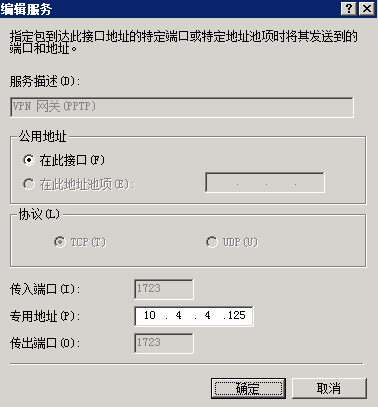 编辑服务
指定包到达此接口地址的特定端口或特定地址池项时将其发送到的
端口和地址。
服务描述(D):
VPN 网关(PPTP)
公用地址
在此接口(F)
在此地址池项(E):
. . .
协议(L)
TCP(T) UDP(U)
传入端口(I): 1723
专用地址(P): 10 . 4 . 4 .125
传出端口(O): 1723
确定 取消